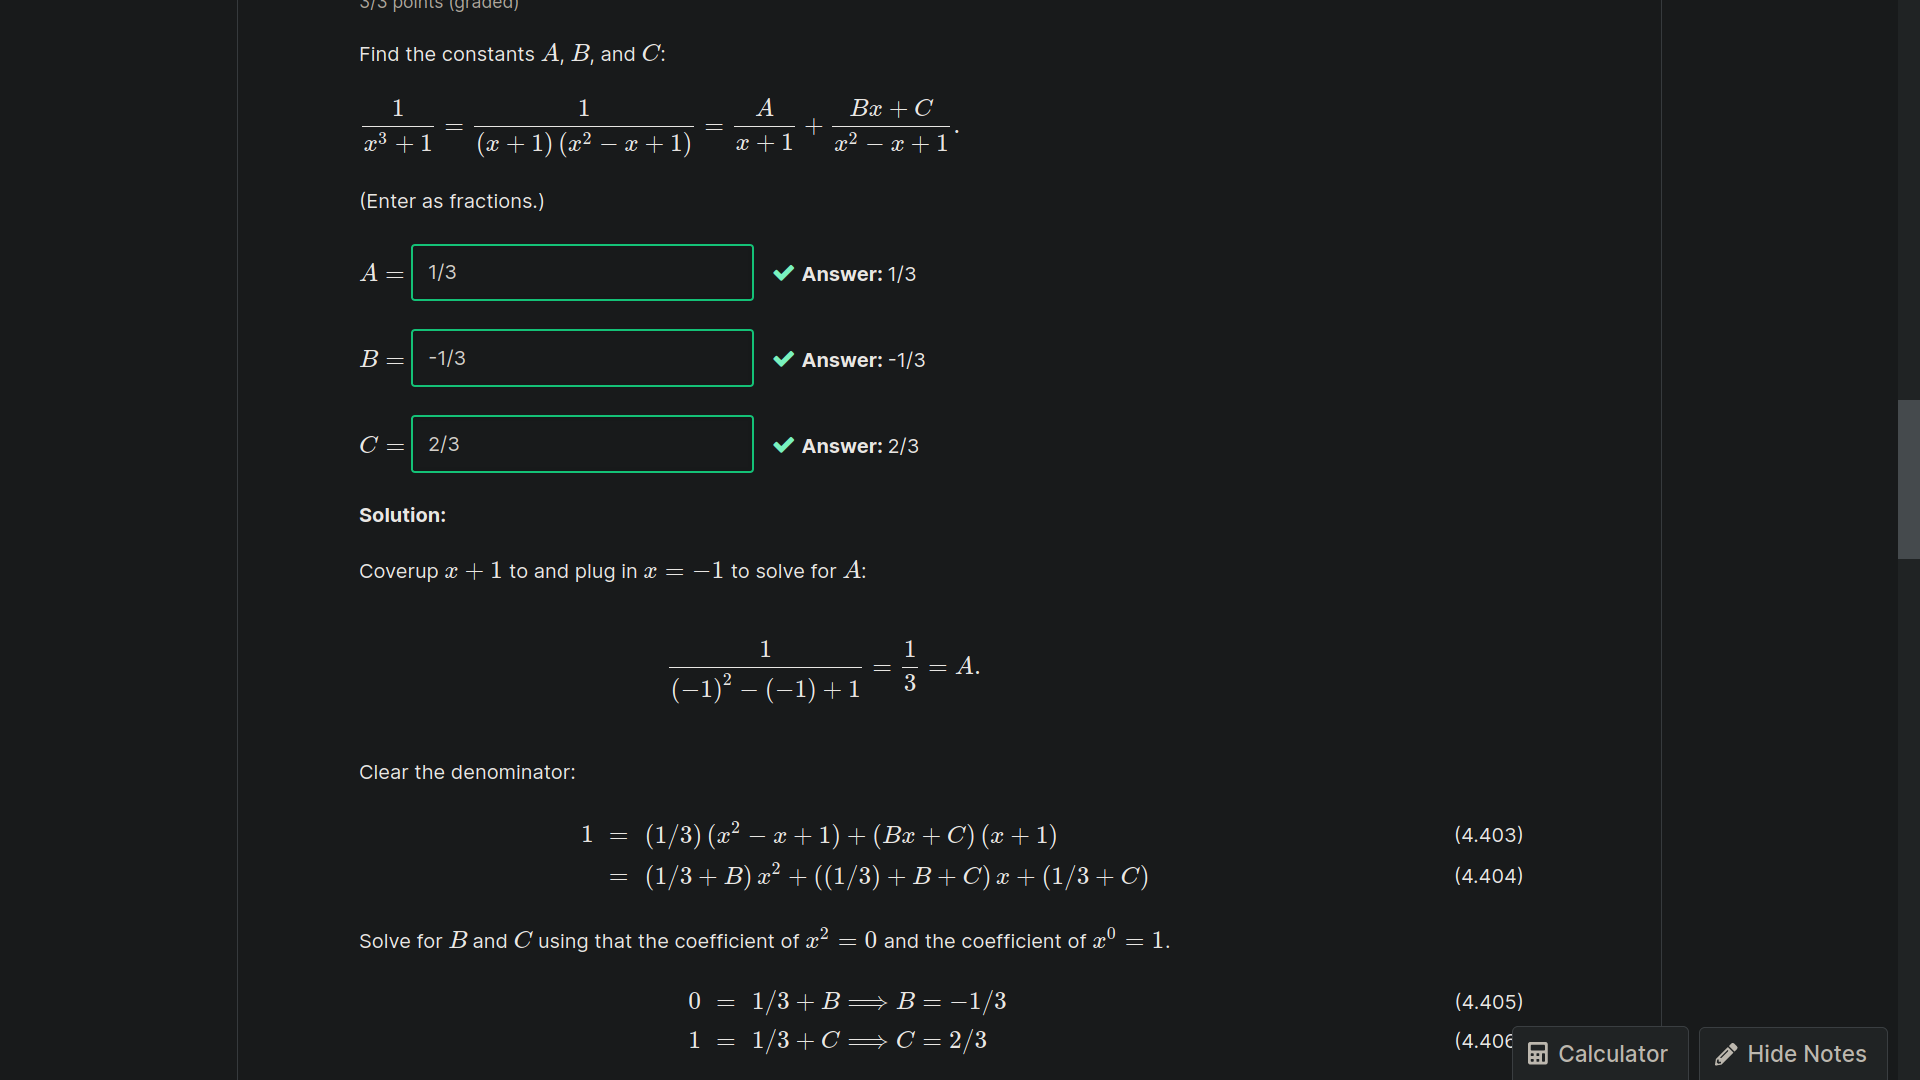 3/3 points (graded)
Find the constants A, B, and C:
\frac{1}{x^3 + 1} = \frac{1}{(x + 1)(x^2 − x + 1)} = \frac{A}{x + 1} + \frac{Bx + C}{x^2 − x + 1}.
(Enter as fractions.)
A = 1/3 ✔ Answer: 1/3
B = -1/3 ✔ Answer: -1/3
C = 2/3 ✔ Answer: 2/3
Solution:
Coverup x + 1 to and plug in x = −1 to solve for A:
\frac{1}{(−1)^2 − (−1) + 1} = \frac{1}{3} = A.
Clear the denominator:
1 = (1/3)(x^2 − x + 1) + (Bx + C)(x + 1) (4.403)
= (1/3 + B)x^2 + ((1/3) + B + C)x + (1/3 + C) (4.404)
Solve for B and C using that the coefficient of x^2 = 0 and the coefficient of x^0 = 1.
0 = 1/3 + B ⟹ B = −1/3 (4.405)
1 = 1/3 + C ⟹ C = 2/3 (4.406
Calculator
Hide Notes